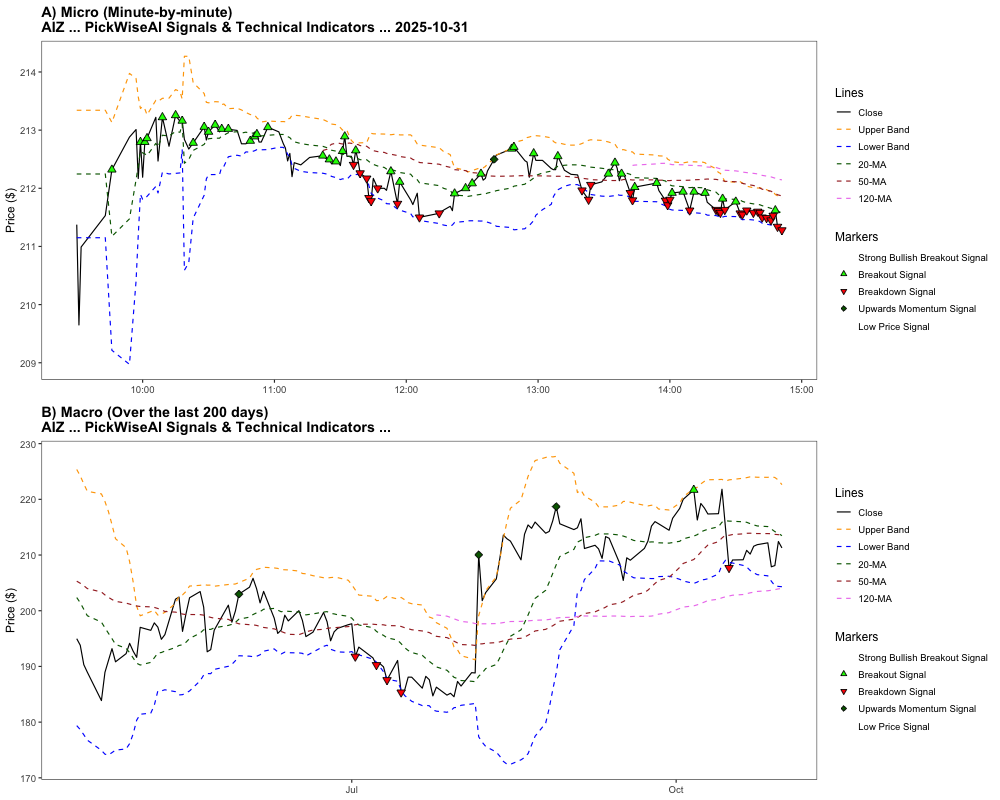 A) Micro (Minute-by-minute)
AIZ ... PickWiseAI Signals & Technical Indicators ... 2025-10-31
Price ($)
214
213
212
211
210
209
10:00
11:00
12:00
13:00
14:00
15:00
Lines
Close
Upper Band
Lower Band
20-MA
50-MA
120-MA
Markers
Strong Bullish Breakout Signal
Breakout Signal
Breakdown Signal
Upwards Momentum Signal
Low Price Signal
B) Macro (Over the last 200 days)
AIZ ... PickWiseAI Signals & Technical Indicators ...
Price ($)
230
220
210
200
190
180
170
Jul
Oct
Lines
Close
Upper Band
Lower Band
20-MA
50-MA
120-MA
Markers
Strong Bullish Breakout Signal
Breakout Signal
Breakdown Signal
Upwards Momentum Signal
Low Price Signal